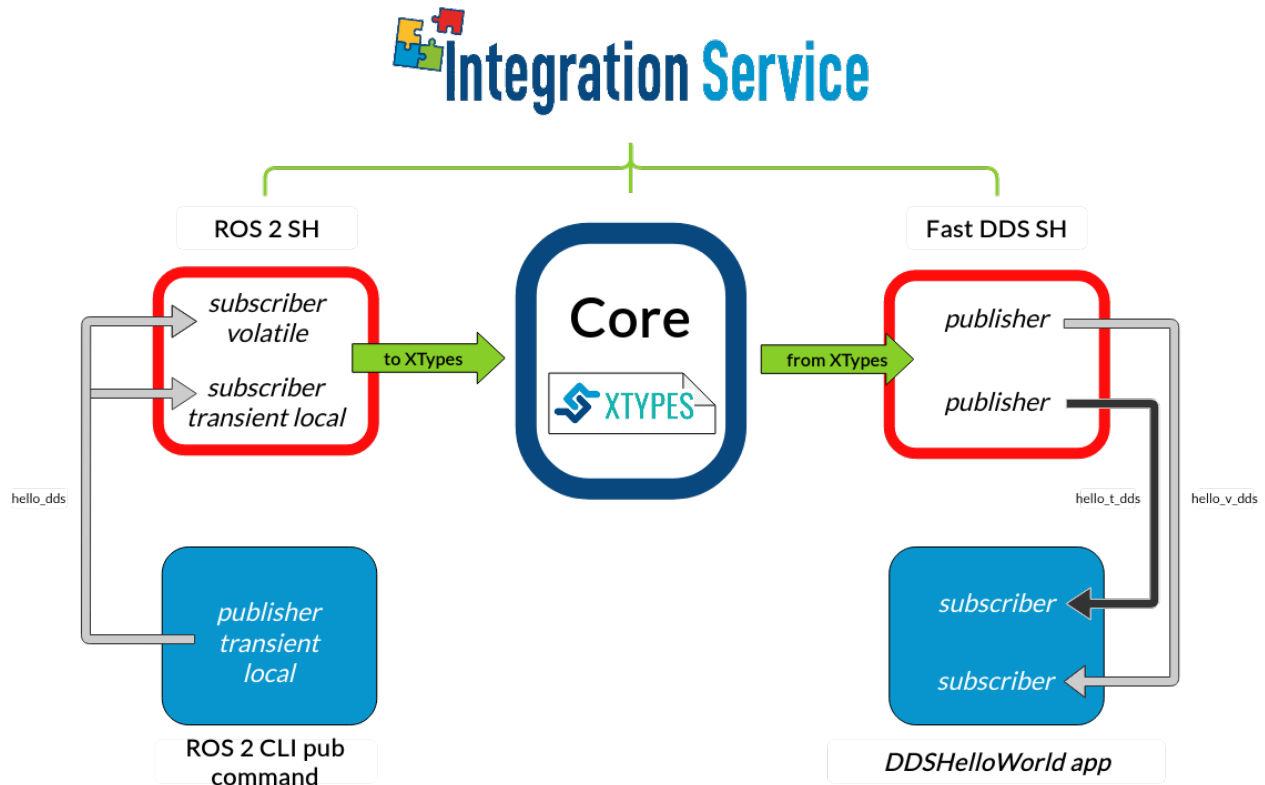 Integration Service
ROS 2 SH
Fast DDS SH
subscriber
volatile
subscriber
transient local
to XTypes
Core
XTYPES
from XTypes
publisher
publisher
hello_dds
hello_t_dds
hello_v_dds
publisher
transient
local
subscriber
subscriber
ROS 2 CLI pub
command
DDSHelloWorld app